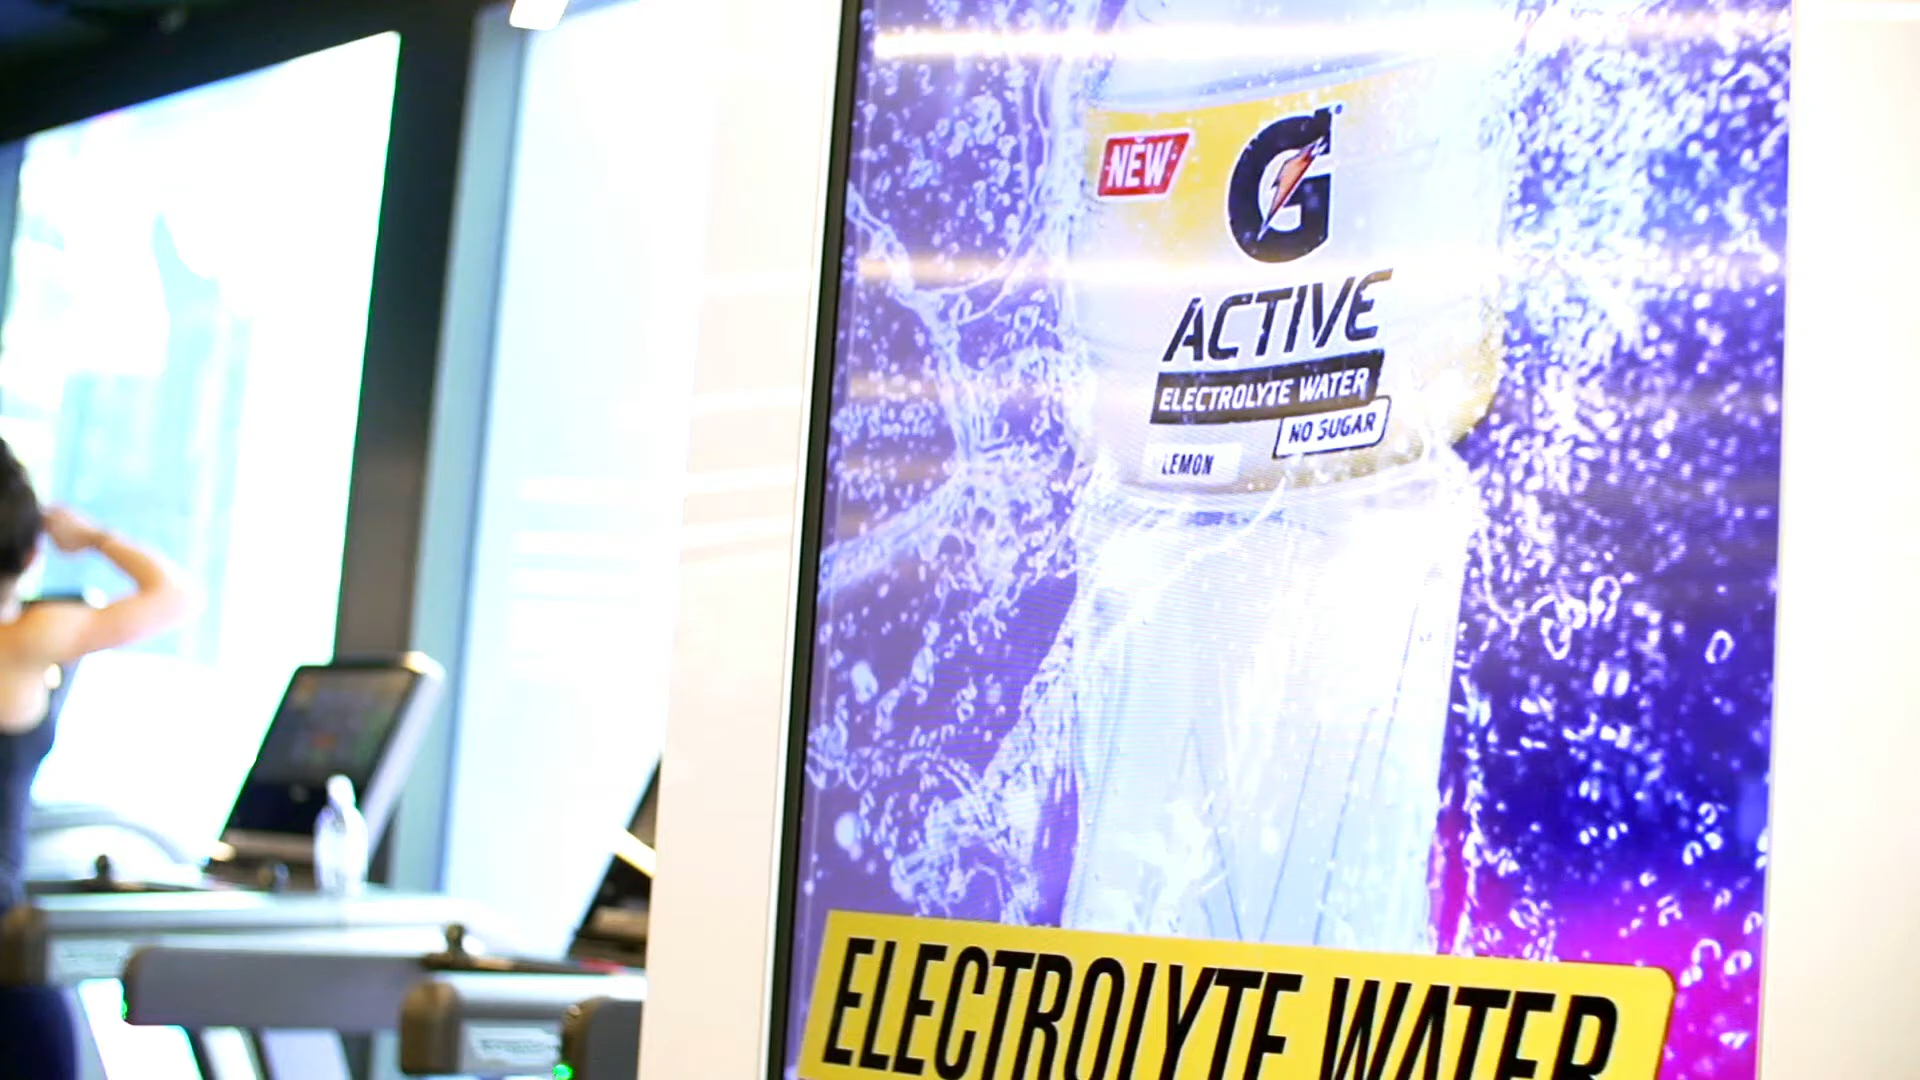 NEW
G
ACTIVE
ELECTROLYTE WATER
NO SUGAR
LEMON
ELECTROLYTE WATER